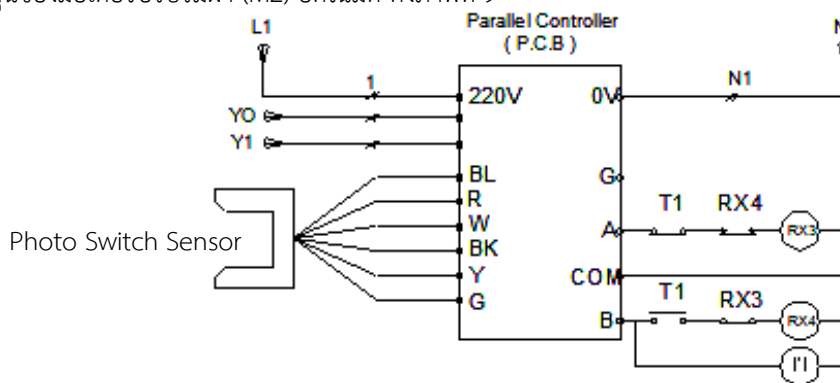 L1
Parallel Controller
( P.C.B )
N
1
220V
0V
N1
Y0
Y1
BL
R
W
BK
Y
G
G
A
T1
RX4
RX3
COM
B
T1
RX3
RX4
Photo Switch Sensor